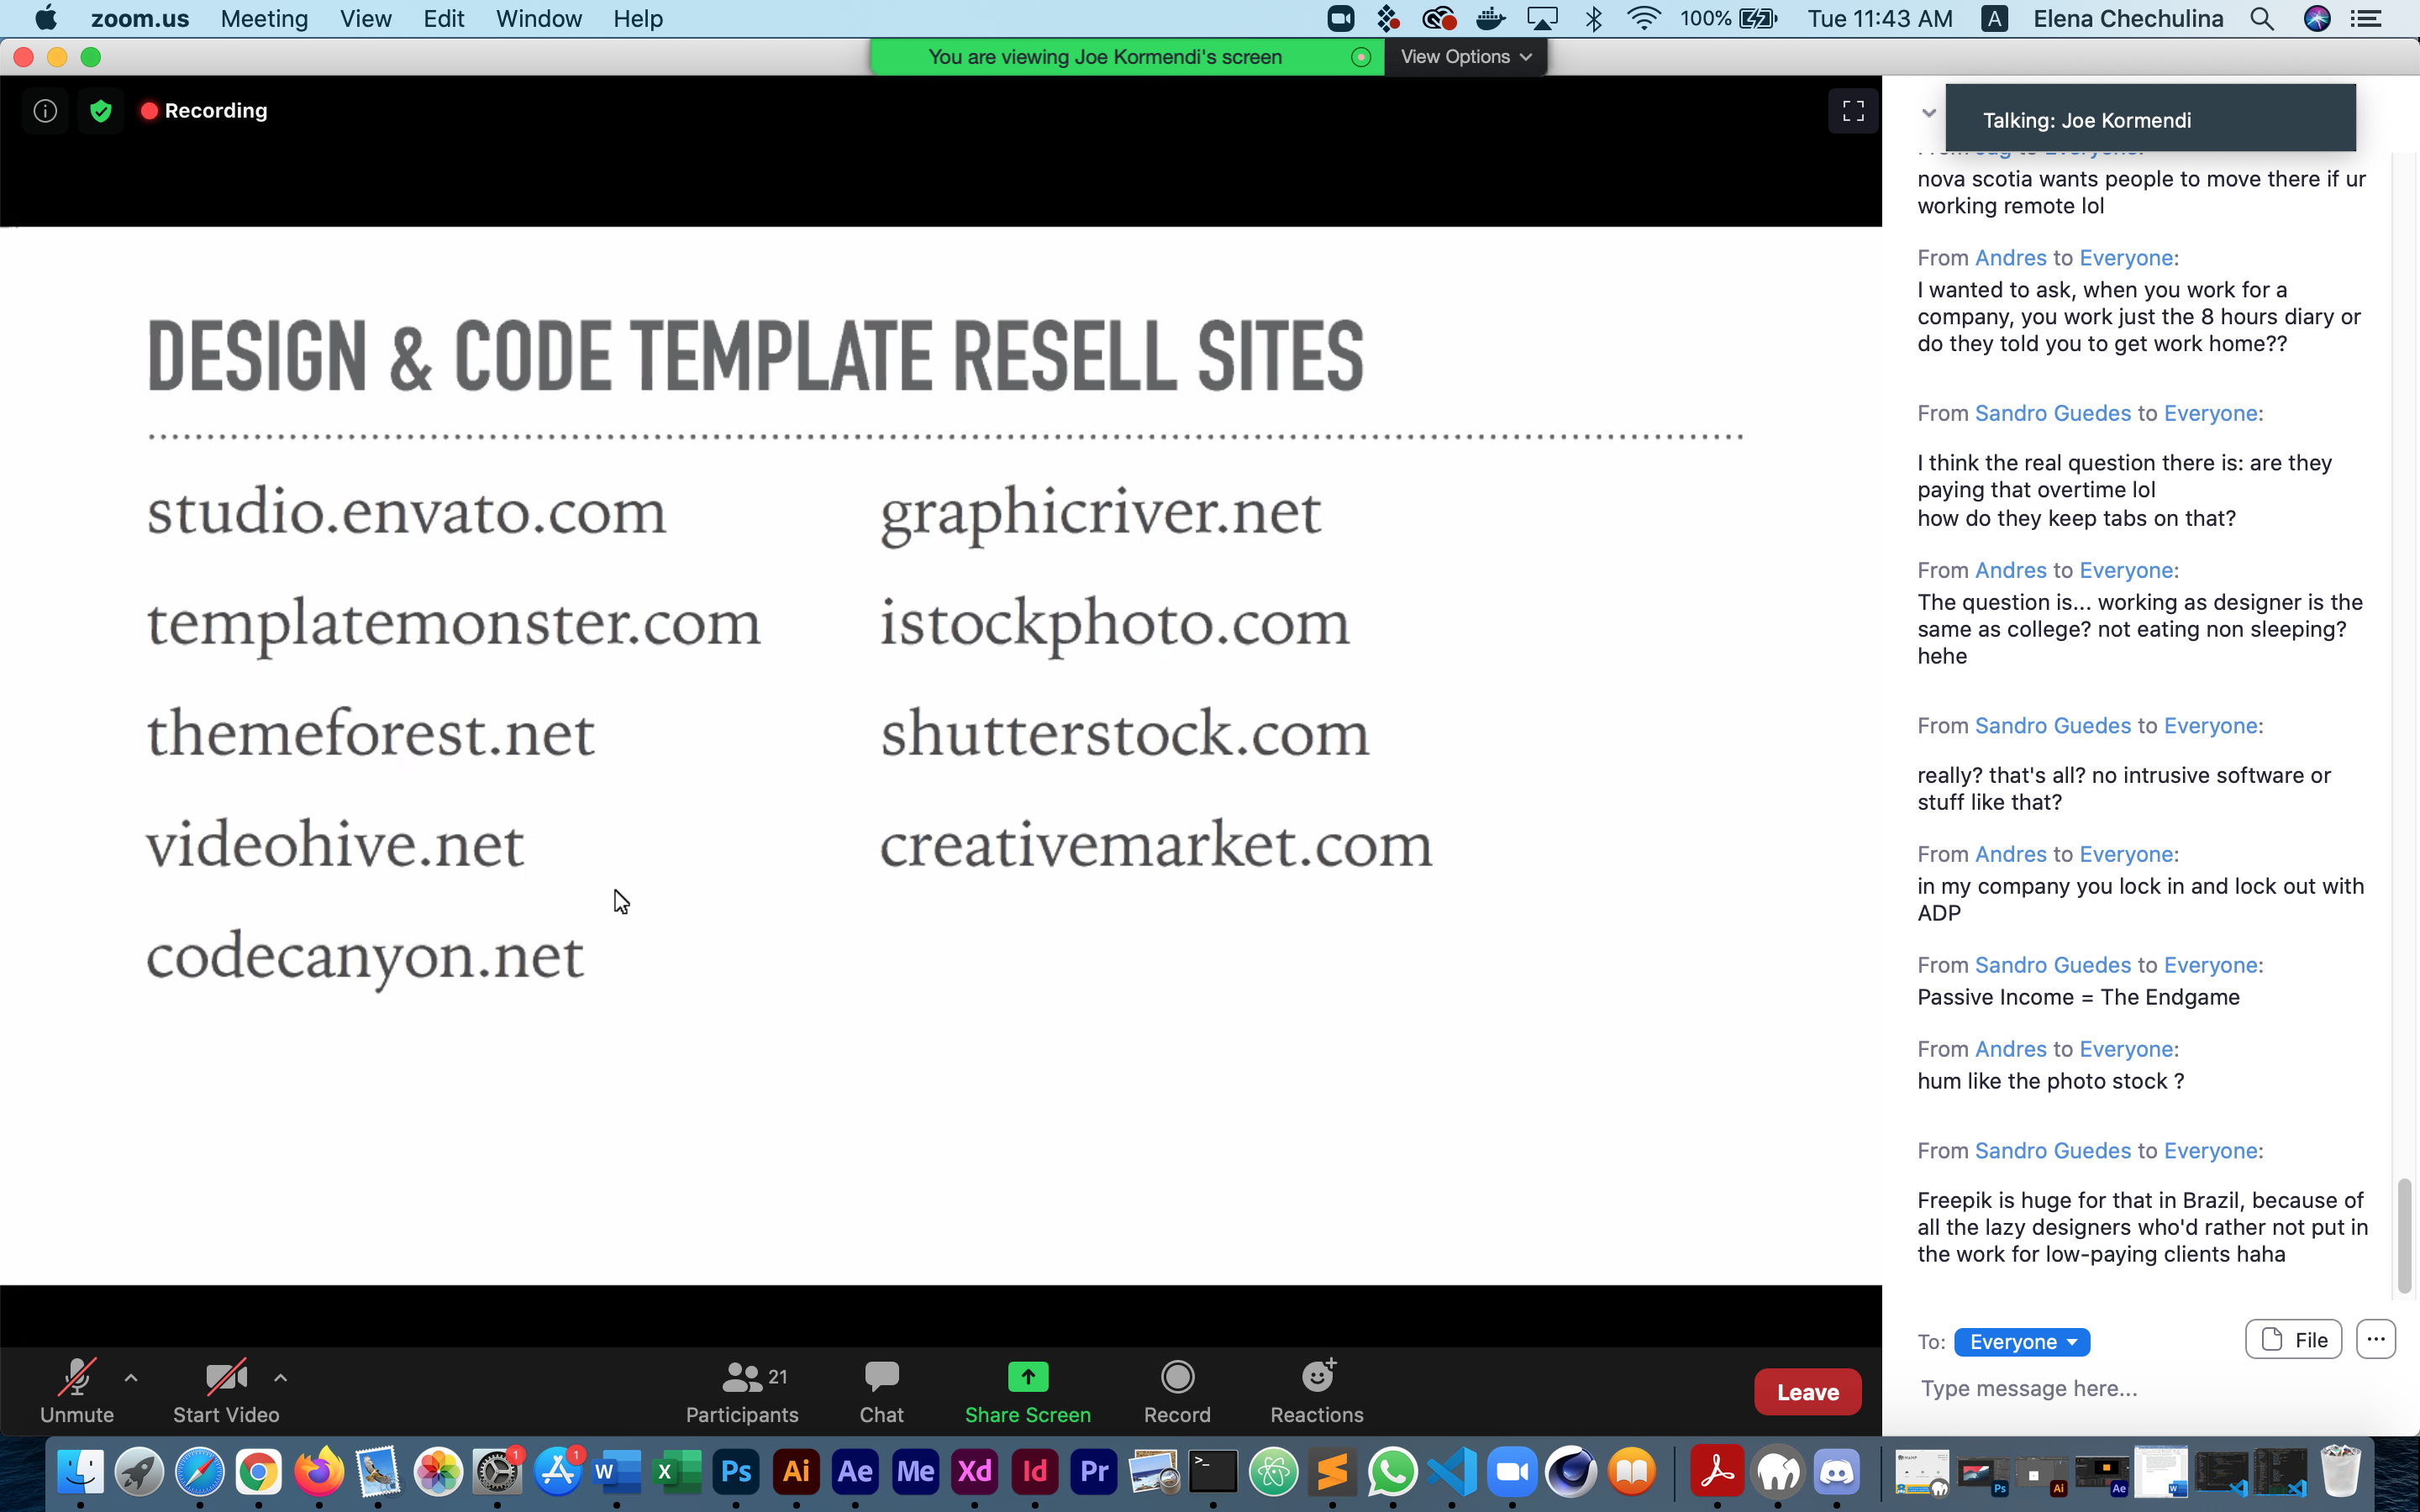 zoom.us Meeting View Edit Window Help 100% Tue 11:43 AM A Elena Chechulina
You are viewing Joe Kormendi's screen View Options
Recording
Talking: Joe Kormendi
DESIGN & CODE TEMPLATE RESELL SITES
studio.envato.com
templatemonster.com
themeforest.net
videohive.net
codecanyon.net
graphicriver.net
istockphoto.com
shutterstock.com
creativemarket.com
nova scotia wants people to move there if ur
working remote lol
From Andres to Everyone:
I wanted to ask, when you work for a
company, you work just the 8 hours diary or
do they told you to get work home??
From Sandro Guedes to Everyone:
I think the real question there is: are they
paying that overtime lol
how do they keep tabs on that?
From Andres to Everyone:
The question is... working as designer is the
same as college? not eating non sleeping?
hehe
From Sandro Guedes to Everyone:
really? that's all? no intrusive software or
stuff like that?
From Andres to Everyone:
in my company you lock in and lock out with
ADP
From Sandro Guedes to Everyone:
Passive Income = The Endgame
From Andres to Everyone:
hum like the photo stock ?
From Sandro Guedes to Everyone:
Freepik is huge for that in Brazil, because of
all the lazy designers who'd rather not put in
the work for low-paying clients haha
To: Everyone File
Type message here...
21
Unmute Start Video Participants Chat Share Screen Record Reactions Leave
1 1 W X Ps Ai Ae Me Xd Id Pr Ps Ai Ae W